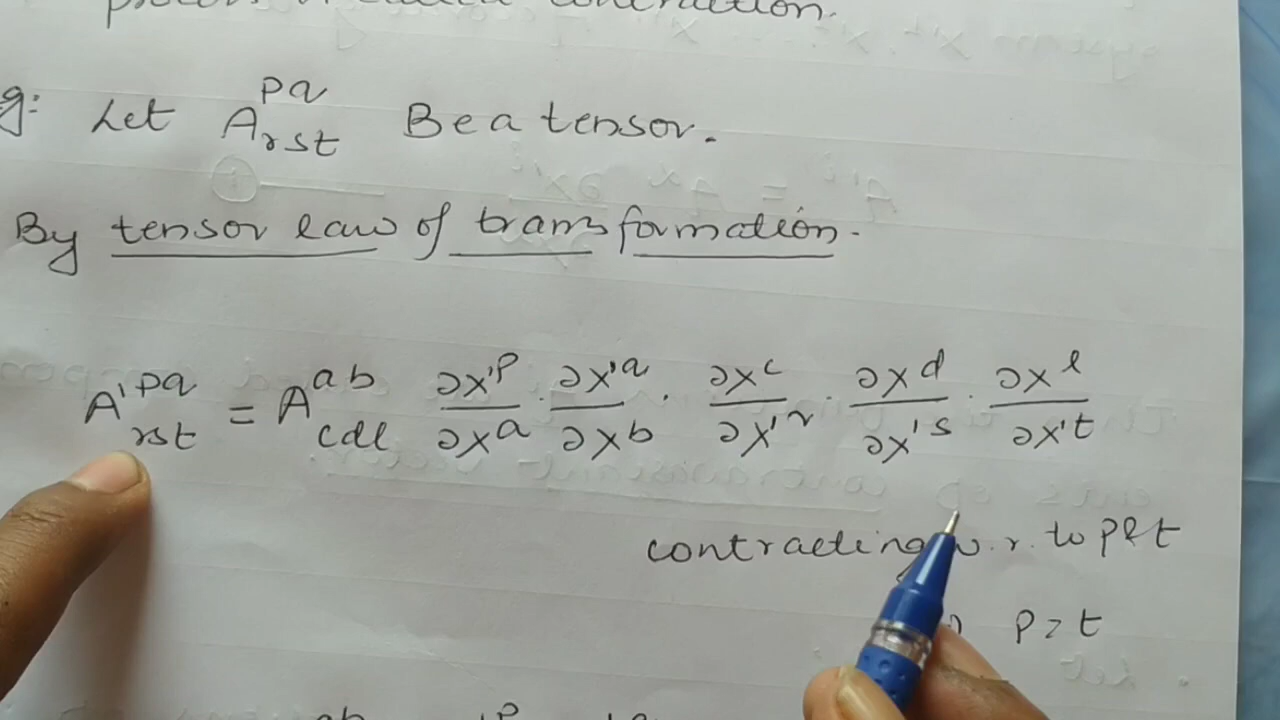 g: Let A^{pq}_{rst} Be a tensor.
By tensor law of transformation.
A'^{pq}_{rst} = A^{ab}_{cdl} ∂x'^p/∂x^a · ∂x'^q/∂x^b · ∂x^c/∂x'^r · ∂x^d/∂x'^s · ∂x^l/∂x'^t
contracting w.r. to p & t
p = t